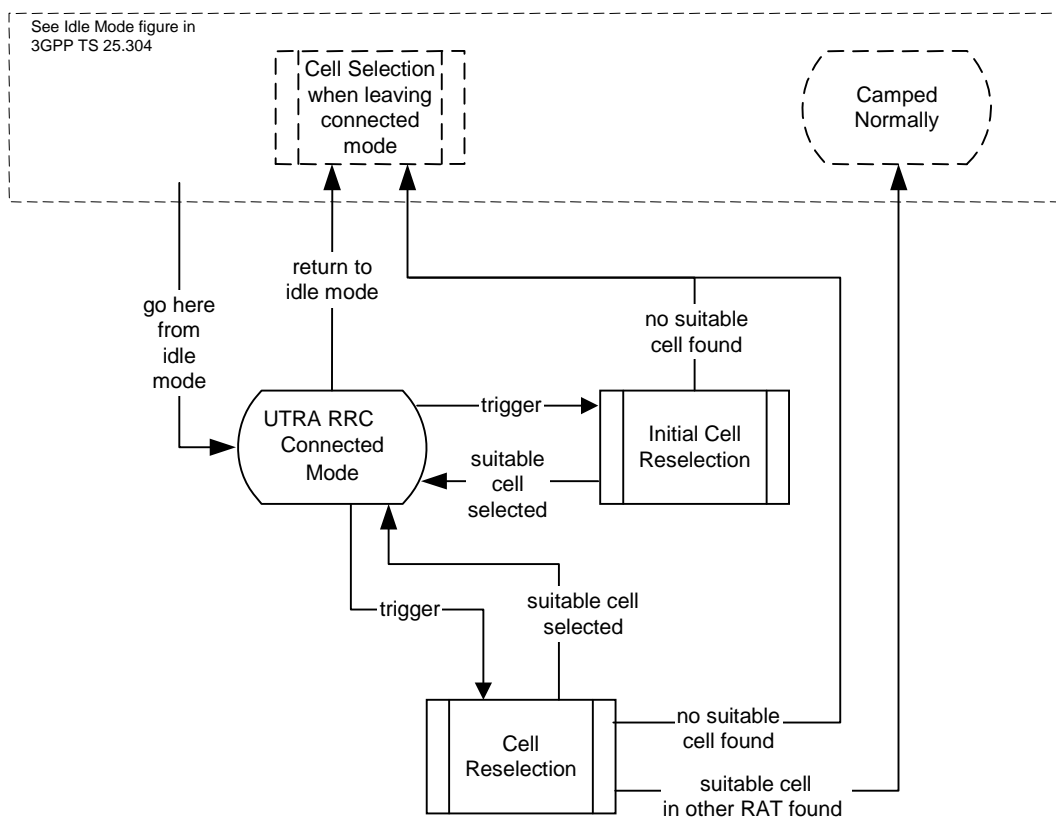 See Idle Mode figure in
3GPP TS 25.304
Cell Selection
when leaving
connected
mode
Camped
Normally
go here
from
idle
mode
return to
idle mode
no suitable
cell found
UTRA RRC
Connected
Mode
trigger
Initial Cell
Reselection
suitable
cell
selected
trigger
suitable cell
selected
Cell
Reselection
no suitable
cell found
suitable cell
in other RAT found